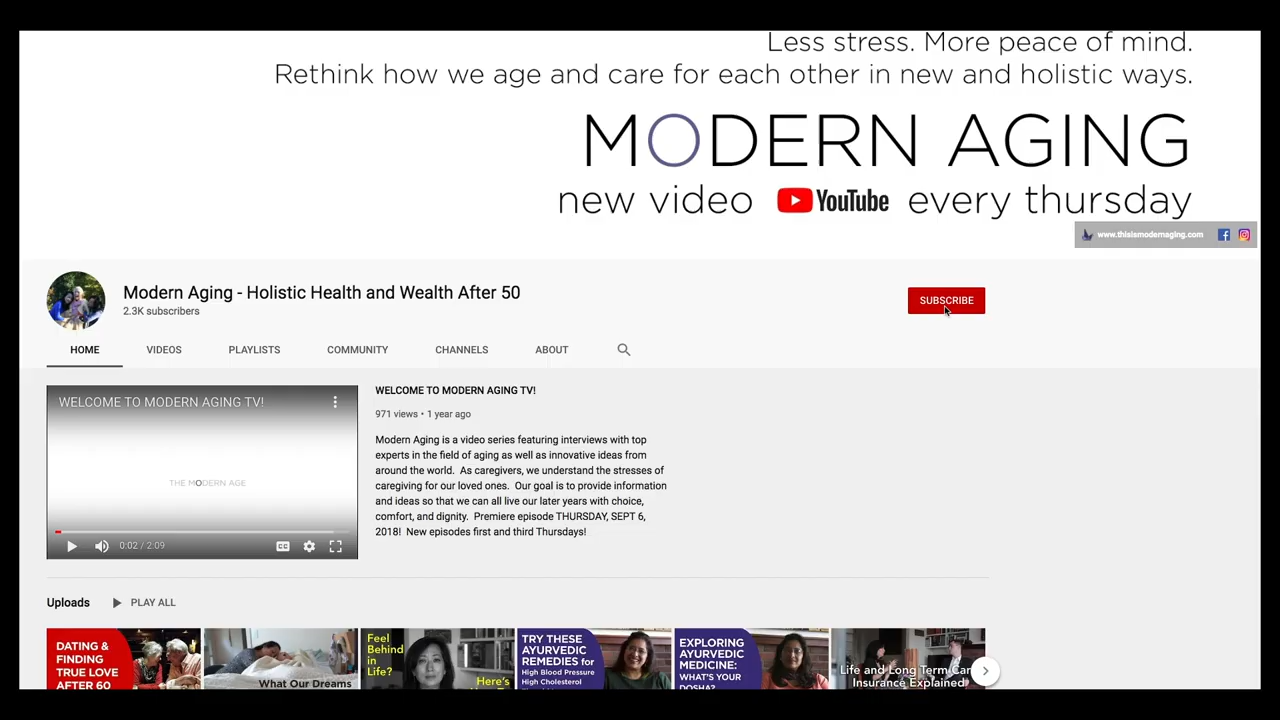 Less stress. More peace of mind.
Rethink how we age and care for each other in new and holistic ways.
MODERN AGING
new video YouTube every thursday
www.thisismodernaging.com
Modern Aging - Holistic Health and Wealth After 50
2.3K subscribers
SUBSCRIBE
HOME VIDEOS PLAYLISTS COMMUNITY CHANNELS ABOUT
WELCOME TO MODERN AGING TV!
THE MODERN AGE
0:02 / 2:09
WELCOME TO MODERN AGING TV!
971 views • 1 year ago
Modern Aging is a video series featuring interviews with top
experts in the field of aging as well as innovative ideas from
around the world. As caregivers, we understand the stresses of
caregiving for our loved ones. Our goal is to provide information
and ideas so that we can all live our later years with choice,
comfort, and dignity. Premiere episode THURSDAY, SEPT 6,
2018! New episodes first and third Thursdays!
Uploads PLAY ALL
DATING &
FINDING
TRUE LOVE
AFTER 60
What Our Dreams
Feel
Behind
in
Life?
Here's
TRY THESE
AYURVEDIC
REMEDIES for
High Blood Pressure
High Cholesterol
EXPLORING
AYURVEDIC
MEDICINE:
WHAT'S YOUR
DOSHA?
Life and Long Term Car
Insurance Explained